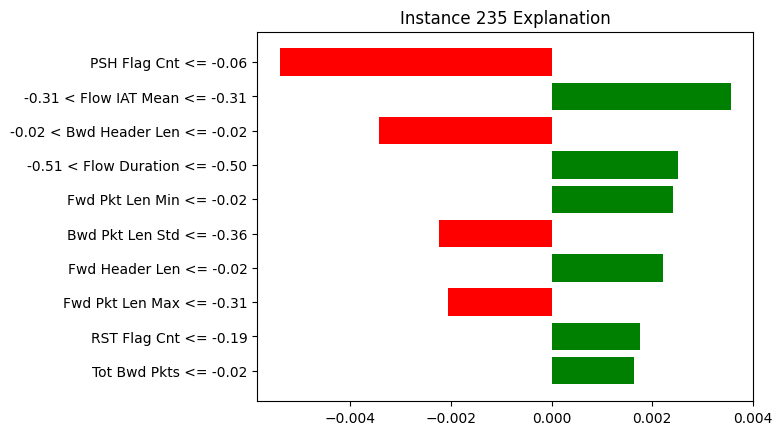 Instance 235 Explanation
PSH Flag Cnt <= -0.06
-0.31 < Flow IAT Mean <= -0.31
-0.02 < Bwd Header Len <= -0.02
-0.51 < Flow Duration <= -0.50
Fwd Pkt Len Min <= -0.02
Bwd Pkt Len Std <= -0.36
Fwd Header Len <= -0.02
Fwd Pkt Len Max <= -0.31
RST Flag Cnt <= -0.19
Tot Bwd Pkts <= -0.02
−0.004 −0.002 0.000 0.002 0.004